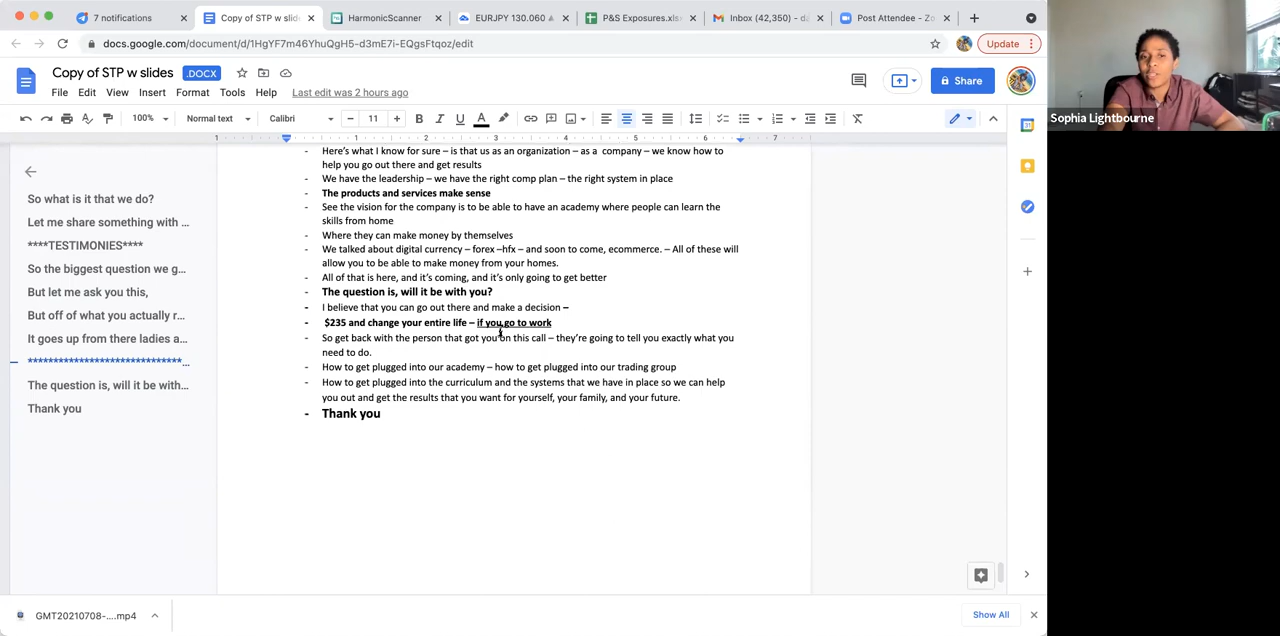 7 notifications
Copy of STP w slid
HarmonicScanner
EURJPY 130.060
P&S Exposures.xls
Inbox (42,350) - d
Post Attendee - Zo
docs.google.com/document/d/1HgYF7m46YhuQgH5-d3mE7i-EQgsFtqoz/edit
Update
Copy of STP w slides .DOCX
Share
File Edit View Insert Format Tools Help Last edit was 2 hours ago
100% Normal text Calibri 11
1 1 2 3 4 5 6 7
So what is it that we do?
Let me share something with ...
****TESTIMONIES****
So the biggest question we g...
But let me ask you this,
But off of what you actually r...
It goes up from there ladies a...
****************************...
The question is, will it be with...
Thank you
- Here's what I know for sure – is that us as an organization – as a company – we know how to
help you go out there and get results
- We have the leadership – we have the right comp plan – the right system in place
- The products and services make sense
- See the vision for the company is to be able to have an academy where people can learn the
skills from home
- Where they can make money by themselves
- We talked about digital currency – forex –hfx – and soon to come, ecommerce. – All of these will
allow you to be able to make money from your homes.
- All of that is here, and it's coming, and it's only going to get better
- The question is, will it be with you?
- I believe that you can go out there and make a decision –
- $235 and change your entire life – if you go to work
- So get back with the person that got you on this call – they're going to tell you exactly what you
need to do.
- How to get plugged into our academy – how to get plugged into our trading group
- How to get plugged into the curriculum and the systems that we have in place so we can help
you out and get the results that you want for yourself, your family, and your future.
- Thank you
Sophia Lightbourne
31
GMT20210708-....mp4
Show All